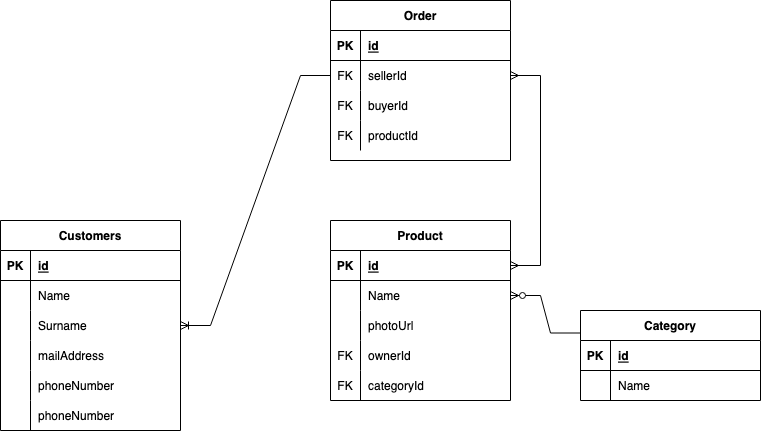 Order
PK id
FK sellerId
FK buyerId
FK productId
Customers
PK id
Name
Surname
mailAddress
phoneNumber
phoneNumber
Product
PK id
Name
photoUrl
FK ownerId
FK categoryId
Category
PK id
Name